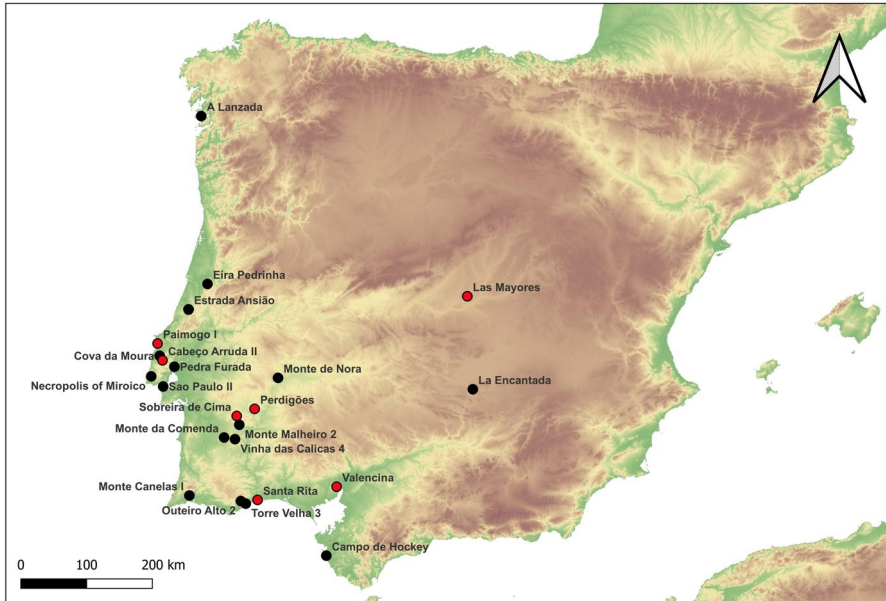 A Lanzada
Eira Pedrinha
Las Mayores
Estrada Ansião
Paimogo I
Cova da Moura
Cabeço Arruda II
Pedra Furada
Monte de Nora
Necropolis of Miroico
Sao Paulo II
La Encantada
Perdigões
Sobreira de Cima
Monte da Comenda
Monte Malheiro 2
Vinha das Calicas 4
Valencina
Monte Canelas I
Santa Rita
Outeiro Alto 2
Torre Velha 3
Campo de Hockey
0 100 200 km